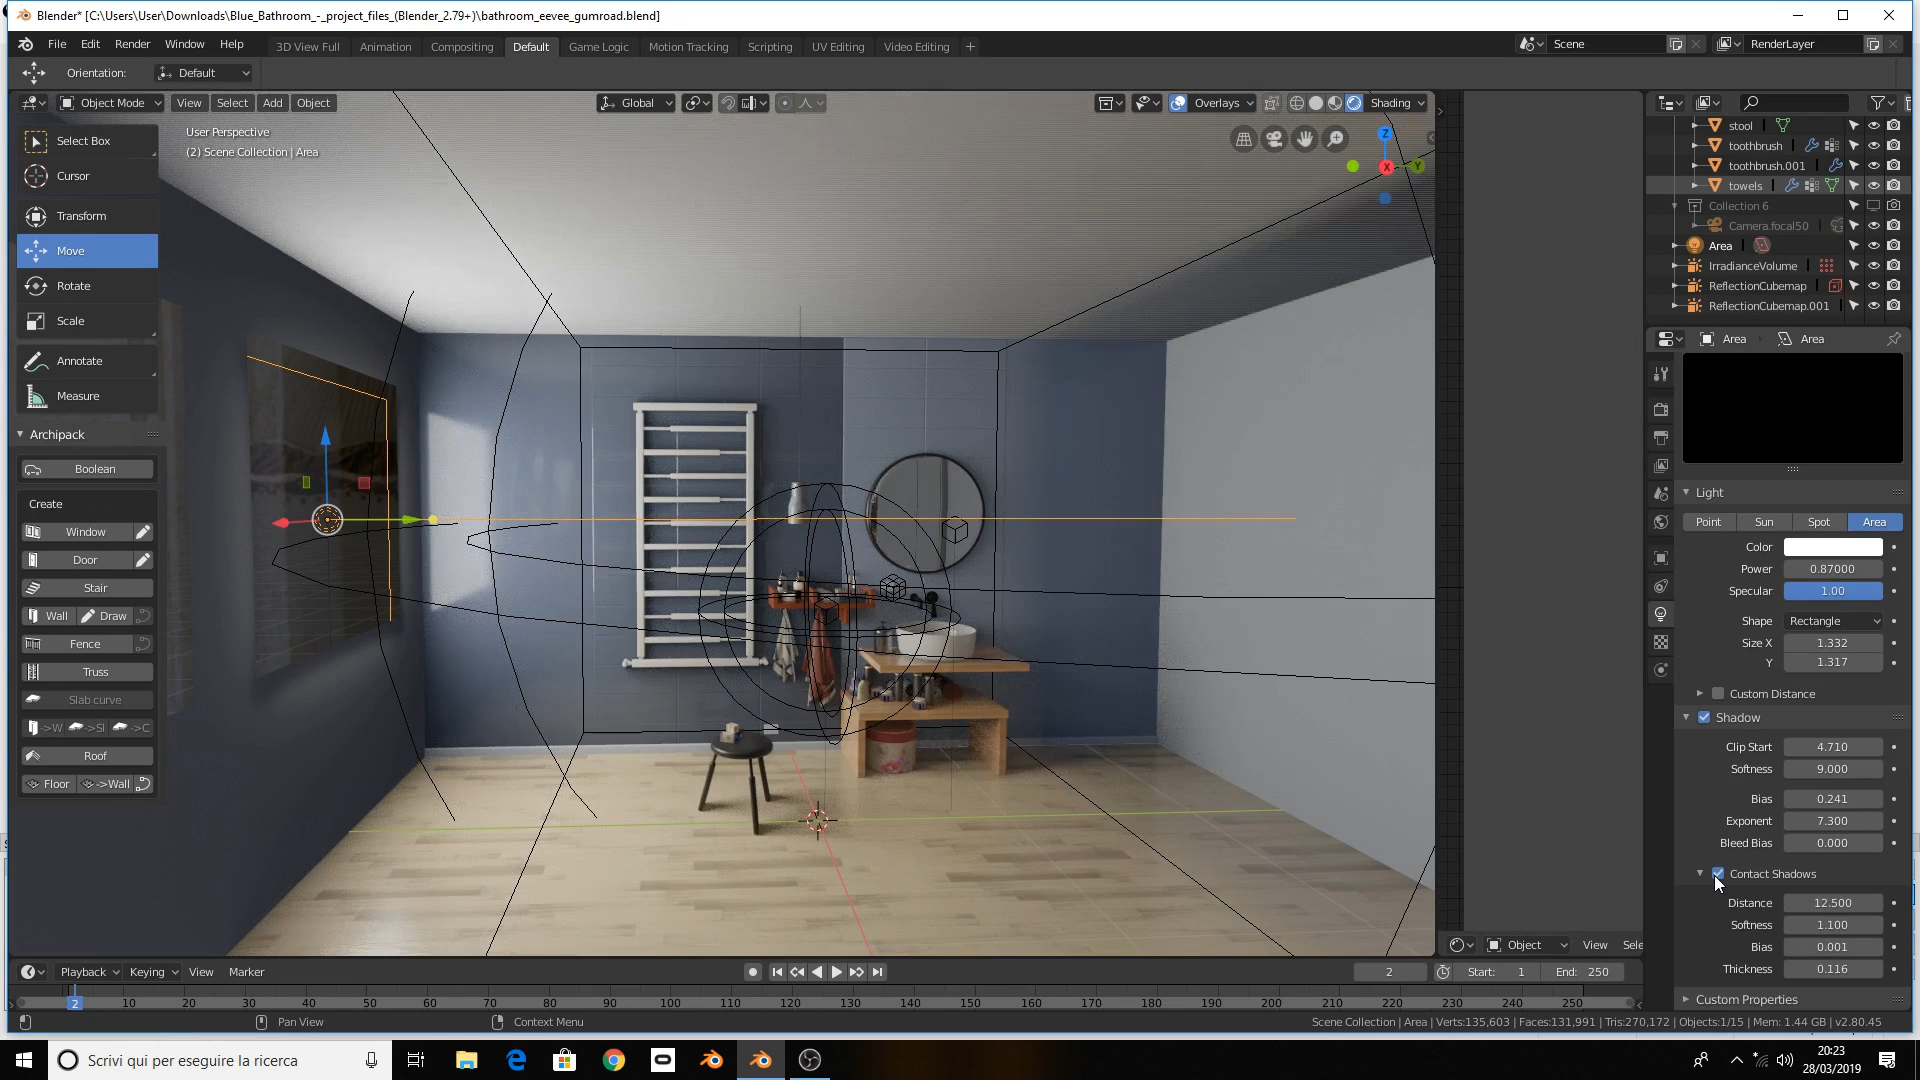 Blender* [C:\Users\User\Downloads\Blue_Bathroom_-_project_files_(Blender_2.79+)\bathroom_eevee_gumroad.blend]
File Edit Render Window Help 3D View Full Animation Compositing Default Game Logic Motion Tracking Scripting UV Editing Video Editing + Scene RenderLayer
Orientation: Default
Object Mode View Select Add Object Global Overlays Shading
User Perspective
(2) Scene Collection | Area
Select Box
Cursor
Transform
Move
Rotate
Scale
Annotate
Measure
Archipack
Boolean
Create
Window
Door
Stair
Wall Draw
Fence
Truss
Slab curve
->W ->Sl ->C
Roof
Floor ->Wall
Z
X
Y
stool
toothbrush
toothbrush.001
towels
Collection 6
Camera.focal50
Area
IrradianceVolume
ReflectionCubemap
ReflectionCubemap.001
Area Area
Light
Point Sun Spot Area
Color
Power 0.87000
Specular 1.00
Shape Rectangle
Size X 1.332
Y 1.317
Custom Distance
Shadow
Clip Start 4.710
Softness 9.000
Bias 0.241
Exponent 7.300
Bleed Bias 0.000
Contact Shadows
Distance 12.500
Softness 1.100
Bias 0.001
Thickness 0.116
Custom Properties
Object View Sele
Playback Keying View Marker 2 Start: 1 End: 250
2 10 20 30 40 50 60 70 80 90 100 110 120 130 140 150 160 170 180 190 200 210 220 230 240 250
Pan View Context Menu Scene Collection | Area | Verts:135,603 | Faces:131,991 | Tris:270,172 | Objects:1/15 | Mem: 1.44 GB | v2.80.45
Scrivi qui per eseguire la ricerca
20:23
28/03/2019